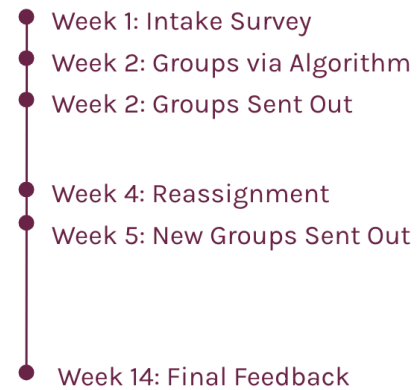 Week 1: Intake Survey
Week 2: Groups via Algorithm
Week 2: Groups Sent Out
Week 4: Reassignment
Week 5: New Groups Sent Out
Week 14: Final Feedback